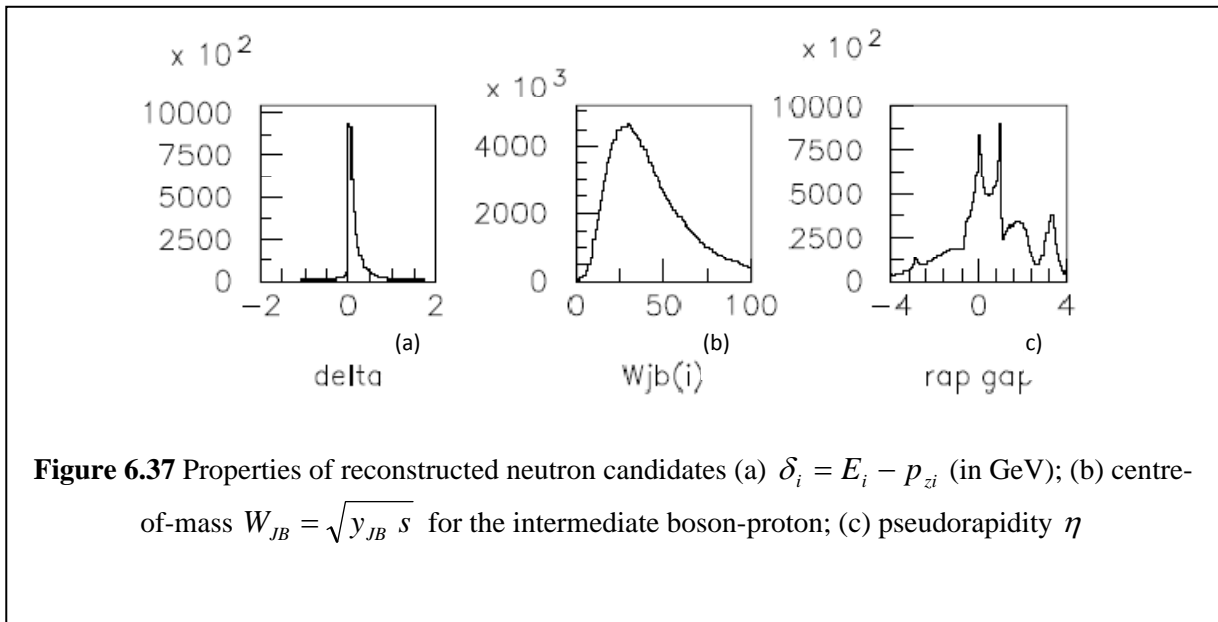 × 10²
10000
7500
5000
2500
0
−2 0 2
(a)
delta
× 10³
4000
2000
0
0 50 100
(b)
Wjb(i)
× 10²
10000
7500
5000
2500
0
−4 0 4
c)
rap gap
Figure 6.37 Properties of reconstructed neutron candidates (a) δᵢ = Eᵢ − p_zi (in GeV); (b) centre-
of-mass W_JB = √(y_JB s) for the intermediate boson-proton; (c) pseudorapidity η